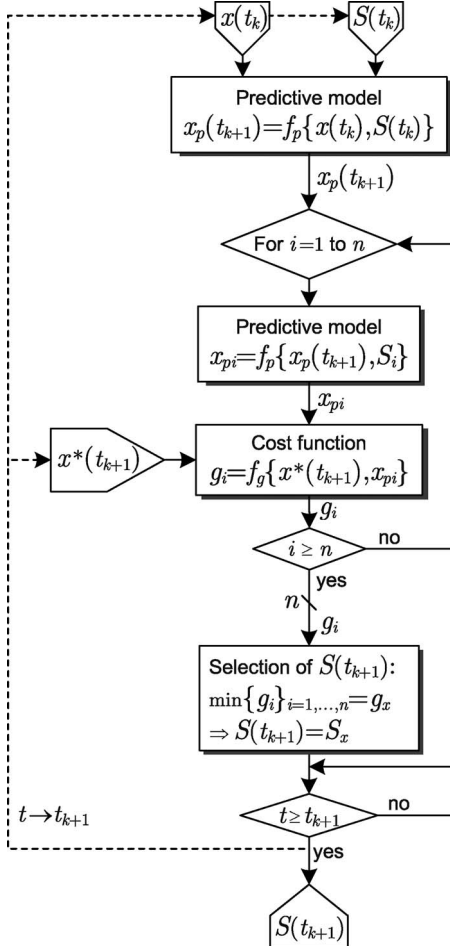 x(t_k) S(t_k)
Predictive model
x_p(t_{k+1})=f_p{x(t_k),S(t_k)}
x_p(t_{k+1})
For i=1 to n
Predictive model
x_{pi}=f_p{x_p(t_{k+1}),S_i}
x_{pi}
x*(t_{k+1})
Cost function
g_i=f_g{x*(t_{k+1}),x_{pi}}
g_i
i ≥ n
no
yes
n
g_i
Selection of S(t_{k+1}):
min{g_i}_{i=1,...,n}=g_x
⇒ S(t_{k+1})=S_x
t→t_{k+1}
t≥t_{k+1}
no
yes
S(t_{k+1})